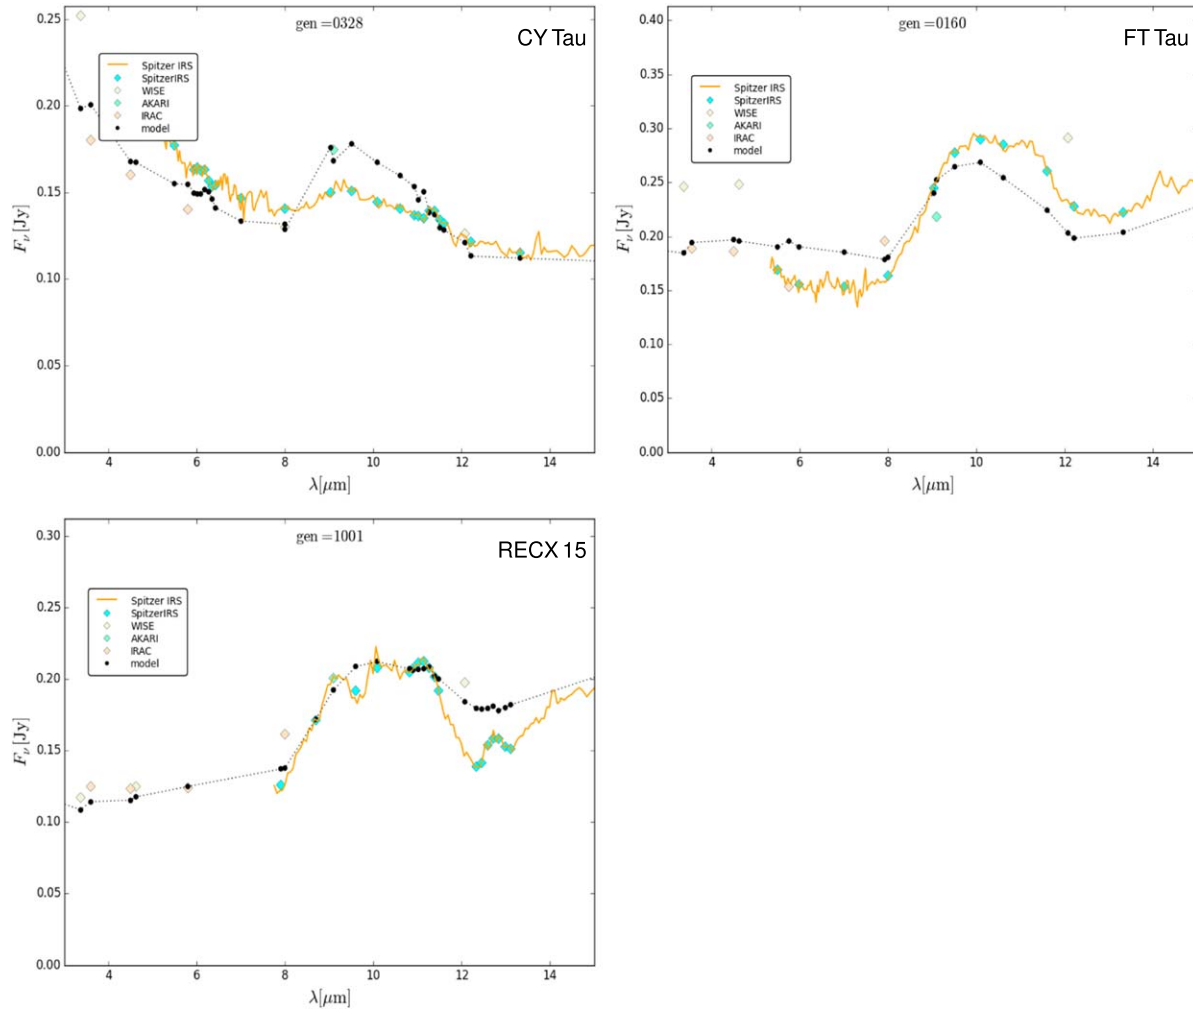 gen = 0328
CY Tau
Spitzer IRS
SpitzerIRS
WISE
AKARI
IRAC
model
0.25
0.20
0.15
0.10
0.05
0.00
Fν [Jy]
4 6 8 10 12 14
λ[μm]
gen = 0160
FT Tau
Spitzer IRS
SpitzerIRS
WISE
AKARI
IRAC
model
0.40
0.35
0.30
0.25
0.20
0.15
0.10
0.05
0.00
Fν [Jy]
4 6 8 10 12 14
λ[μm]
gen = 1001
RECX 15
Spitzer IRS
SpitzerIRS
WISE
AKARI
IRAC
model
0.30
0.25
0.20
0.15
0.10
0.05
0.00
Fν [Jy]
4 6 8 10 12 14
λ[μm]